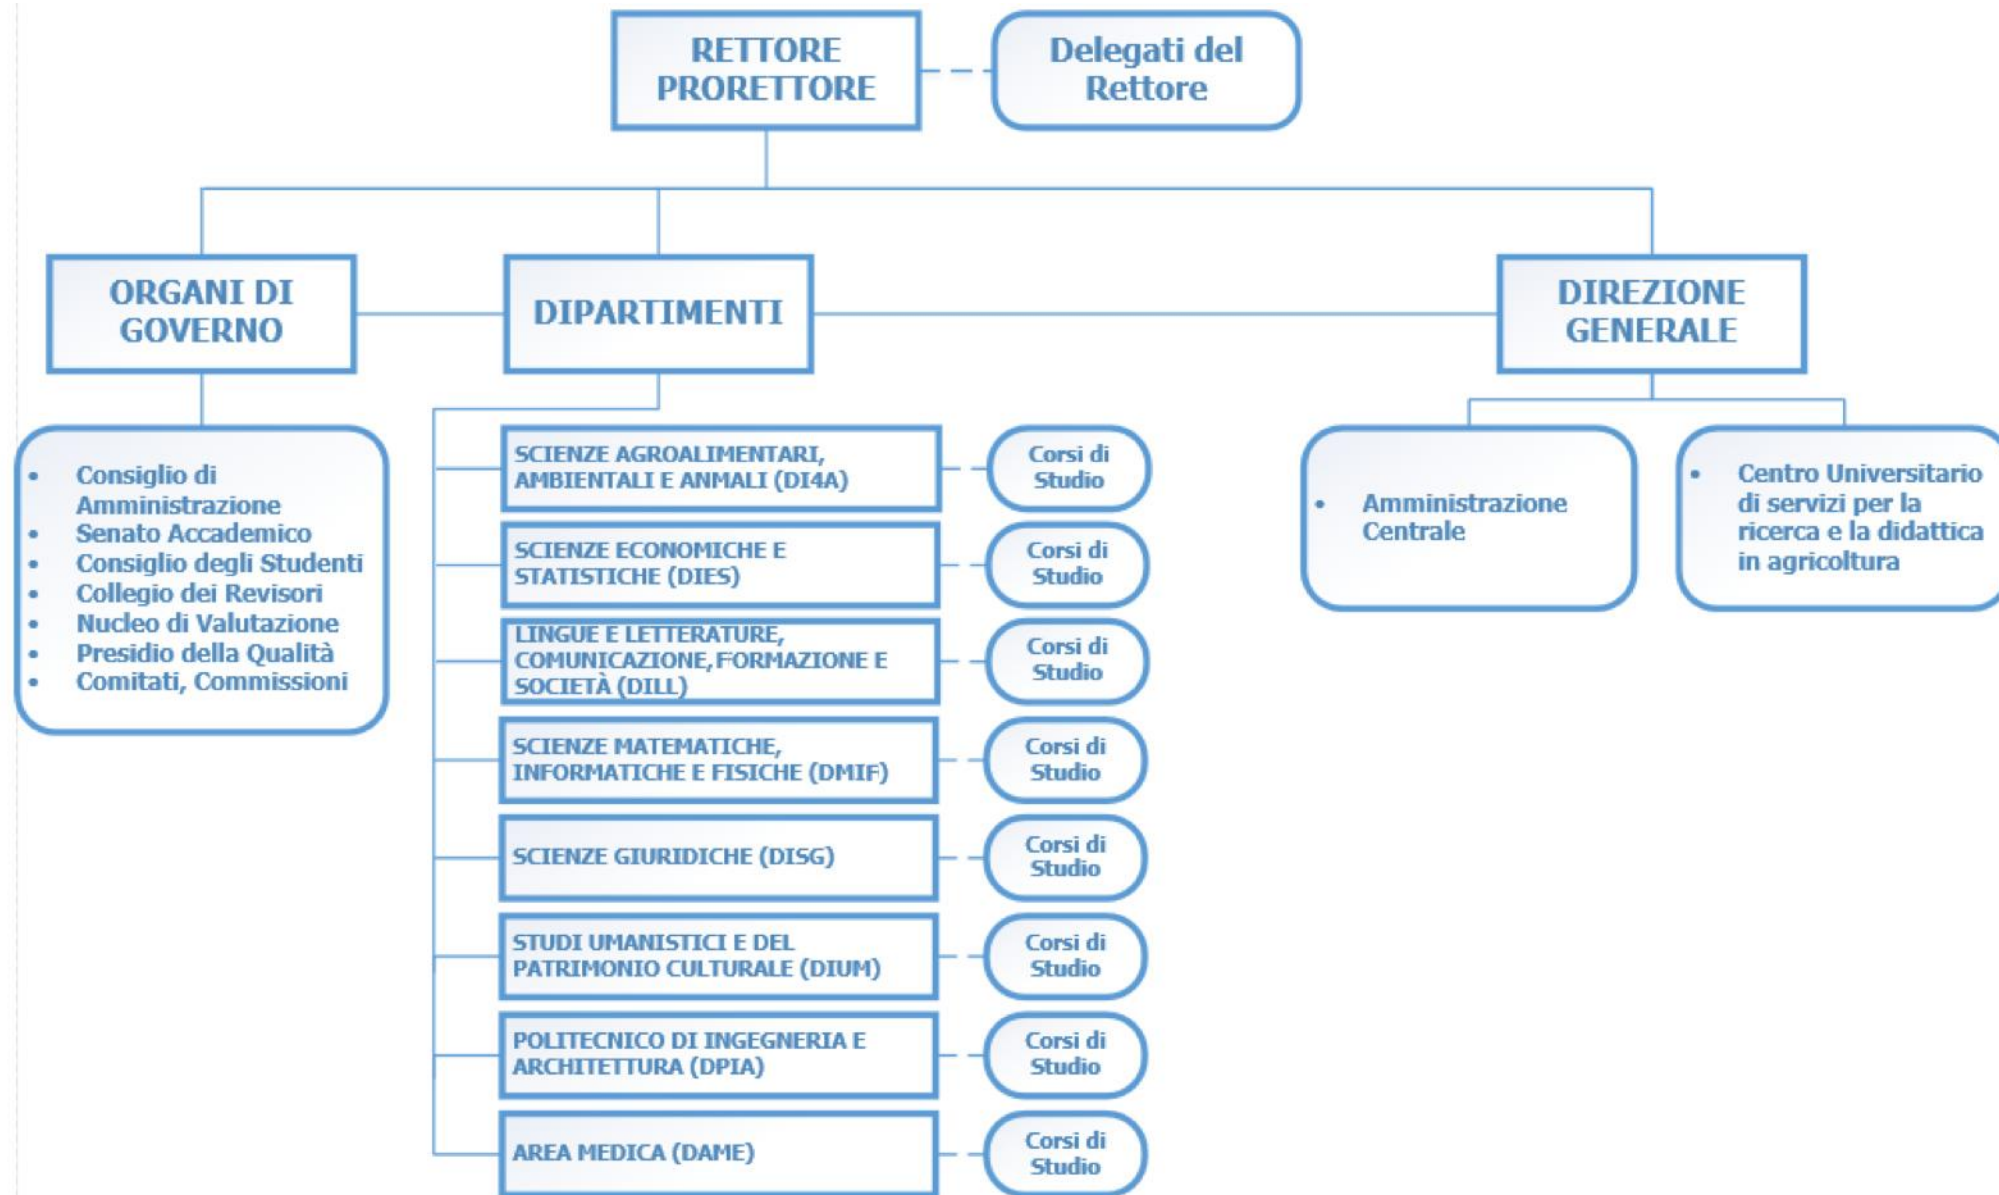 RETTORE
PRORETTORE
Delegati del
Rettore
ORGANI DI
GOVERNO
DIPARTIMENTI
DIREZIONE
GENERALE
• Consiglio di
Amministrazione
• Senato Accademico
• Consiglio degli Studenti
• Collegio dei Revisori
• Nucleo di Valutazione
• Presidio della Qualità
• Comitati, Commissioni
SCIENZE AGROALIMENTARI,
AMBIENTALI E ANMALI (DI4A)
Corsi di
Studio
SCIENZE ECONOMICHE E
STATISTICHE (DIES)
Corsi di
Studio
LINGUE E LETTERATURE,
COMUNICAZIONE, FORMAZIONE E
SOCIETÀ (DILL)
Corsi di
Studio
SCIENZE MATEMATICHE,
INFORMATICHE E FISICHE (DMIF)
Corsi di
Studio
SCIENZE GIURIDICHE (DISG)
Corsi di
Studio
STUDI UMANISTICI E DEL
PATRIMONIO CULTURALE (DIUM)
Corsi di
Studio
POLITECNICO DI INGEGNERIA E
ARCHITETTURA (DPIA)
Corsi di
Studio
AREA MEDICA (DAME)
Corsi di
Studio
• Amministrazione
Centrale
• Centro Universitario
di servizi per la
ricerca e la didattica
in agricoltura